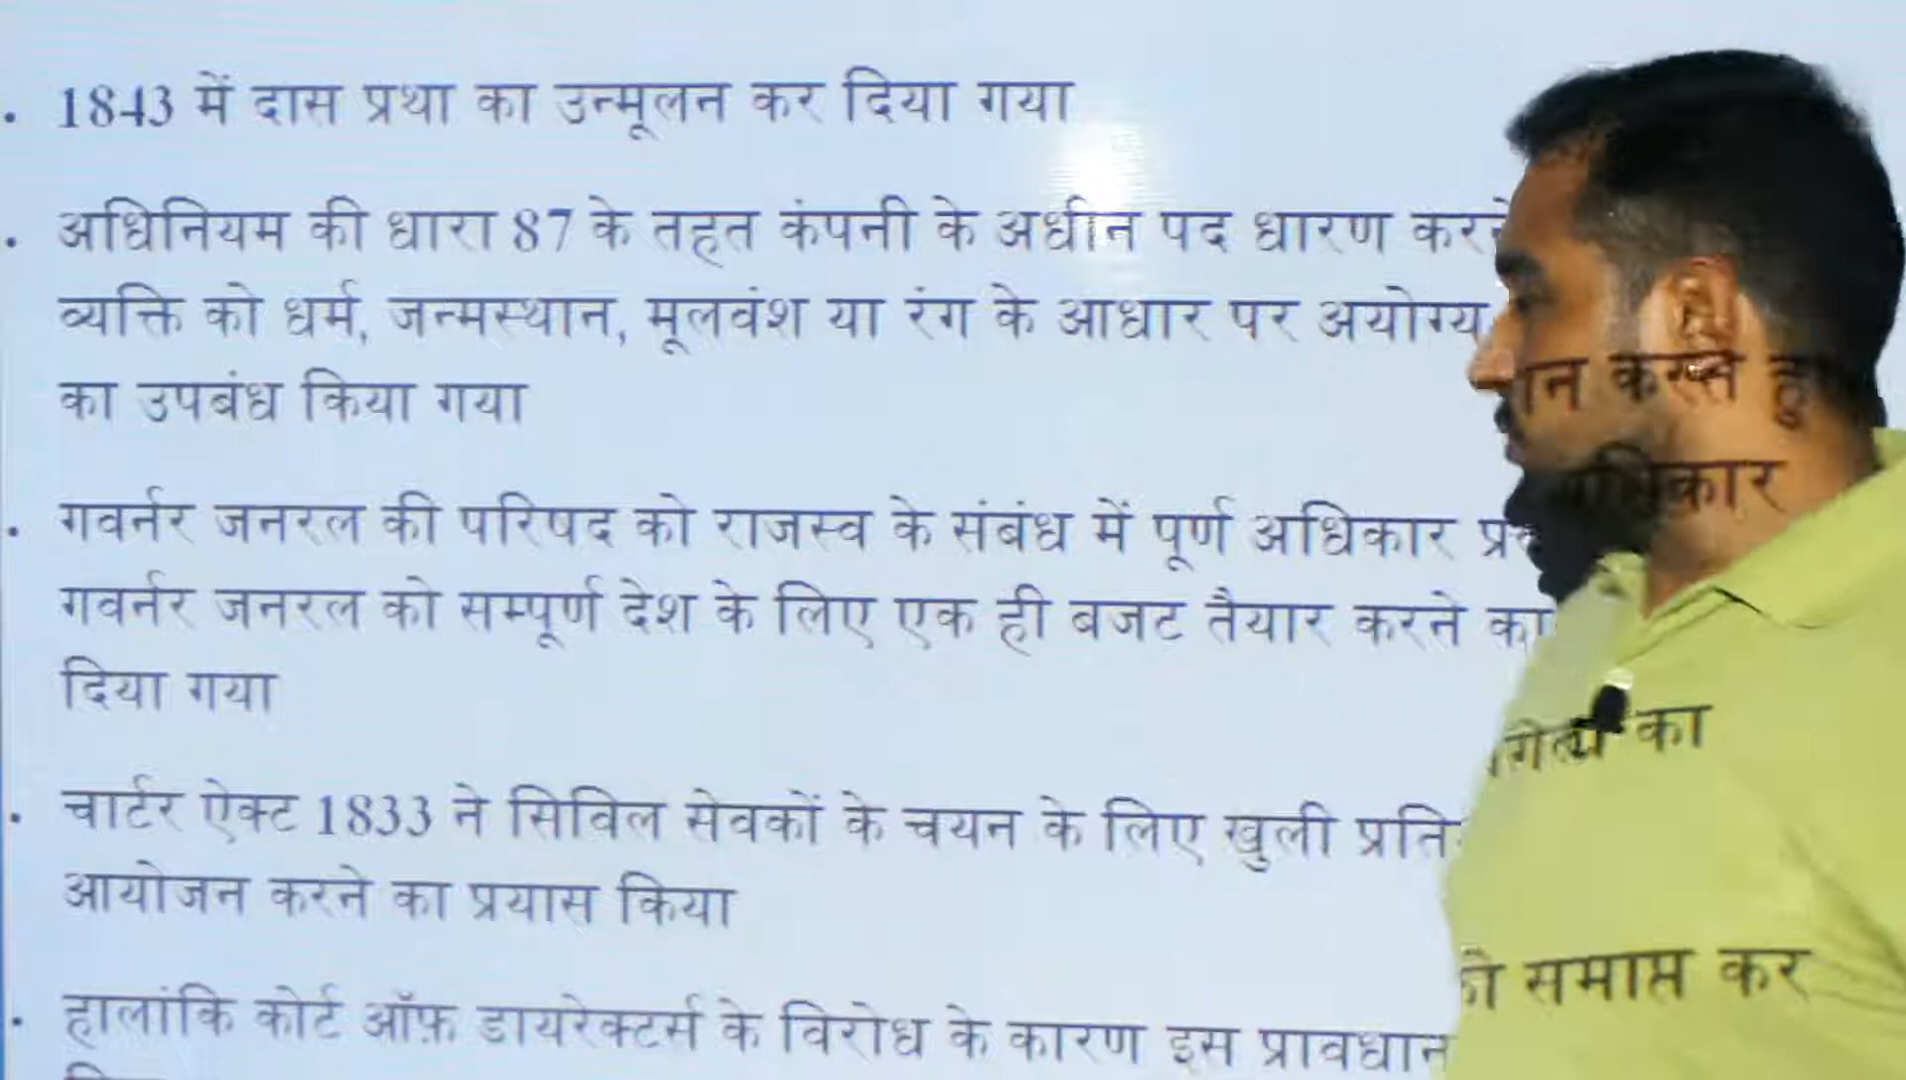 . 1843 में दास प्रथा का उन्मूलन कर दिया गया
. अधिनियम की धारा 87 के तहत कंपनी के अधीन पद धारण
व्यक्ति को धर्म, जन्मस्थान, मूलवंश या रंग के आधार पर अयोग्य
का उपबंध किया गया
. गवर्नर जनरल की परिषद को राजस्व के संबंध में पूर्ण अधिकार
गवर्नर जनरल को सम्पूर्ण देश के लिए एक ही बजट तैयार करने का
दिया गया
का
. चार्टर ऐक्ट 1833 ने सिविल सेवकों के चयन के लिए खुली
आयोजन करने का प्रयास किया
. हालांकि कोर्ट ऑफ़ डायरेक्टर्स के विरोध के कारण इस प्रावधान समाप्त कर